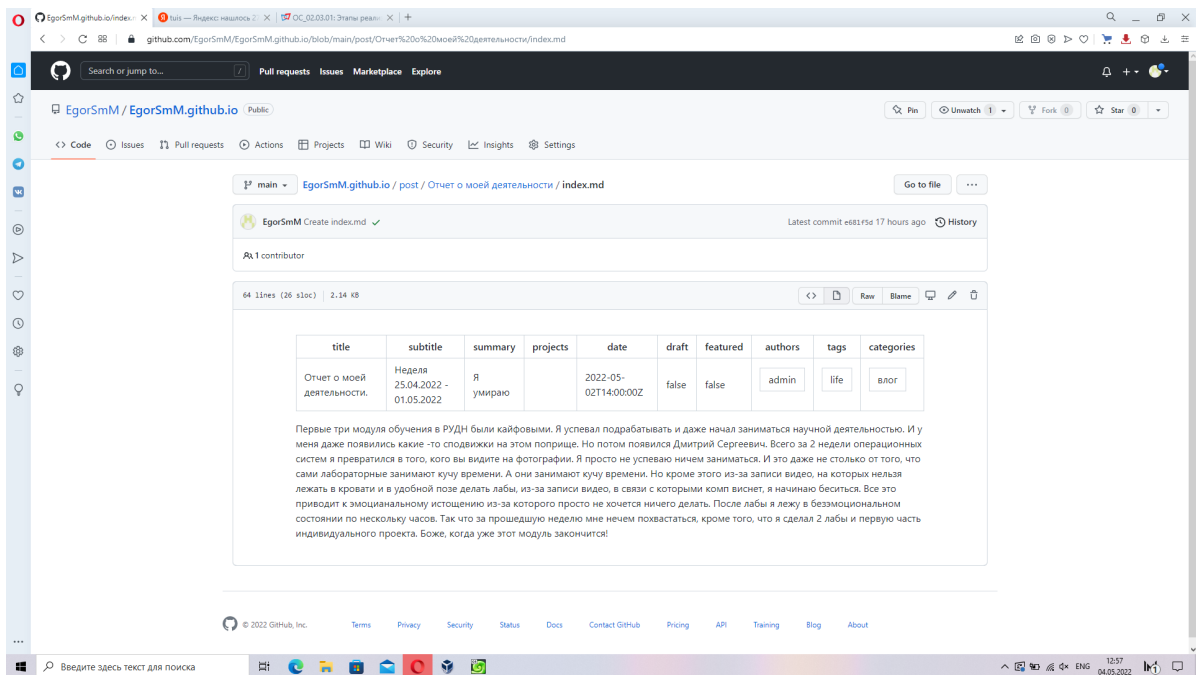 EgorSmM.github.io/index.r
tuis — Яндекс: нашлось 2
ОС_02.03.01: Этапы реали
github.com/EgorSmM/EgorSmM.github.io/blob/main/post/Отчет%20о%20моей%20деятельности/index.md
Search or jump to... / Pull requests Issues Marketplace Explore
EgorSmM / EgorSmM.github.io Public
Pin Unwatch 1 Fork 0 Star 0
<> Code Issues Pull requests Actions Projects Wiki Security Insights Settings
main EgorSmM.github.io / post / Отчет о моей деятельности / index.md Go to file ...
EgorSmM Create index.md Latest commit e681f5d 17 hours ago History
1 contributor
64 lines (26 sloc) 2.14 KB <> Raw Blame
title subtitle summary projects date draft featured authors tags categories
Отчет о моей деятельности. Неделя 25.04.2022 - 01.05.2022 Я умираю 2022-05-02T14:00:00Z false false admin life влог
Первые три модуля обучения в РУДН были кайфовыми. Я успевал подрабатывать и даже начал заниматься научной деятельностью. И у
меня даже появились какие -то сподвижки на этом поприще. Но потом появился Дмитрий Сергеевич. Всего за 2 недели операционных
систем я превратился в того, кого вы видите на фотографии. Я просто не успеваю ничем заниматься. И это даже не столько от того, что
сами лабораторные занимают кучу времени. А они занимают кучу времени. Но кроме этого из-за записи видео, на которых нельзя
лежать в кровати и в удобной позе делать лабы, из-за записи видео, в связи с которыми комп виснет, я начинаю беситься. Все это
приводит к эмоцианальному истощению из-за которого просто не хочется ничего делать. После лабы я лежу в безэмоциональном
состоянии по нескольку часов. Так что за прошедшую неделю мне нечем похвастаться, кроме того, что я сделал 2 лабы и первую часть
индивидуального проекта. Боже, когда уже этот модуль закончится!
© 2022 GitHub, Inc. Terms Privacy Security Status Docs Contact GitHub Pricing API Training Blog About
Введите здесь текст для поиска
ENG 12:57
04.05.2022